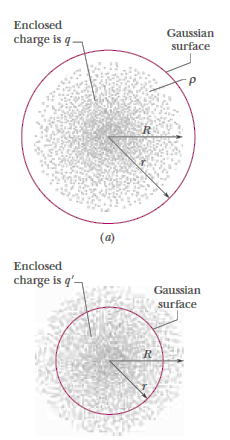 Enclosed
charge is q
Gaussian
surface
ρ
R
r
(a)
Enclosed
charge is q′
Gaussian
surface
R
r